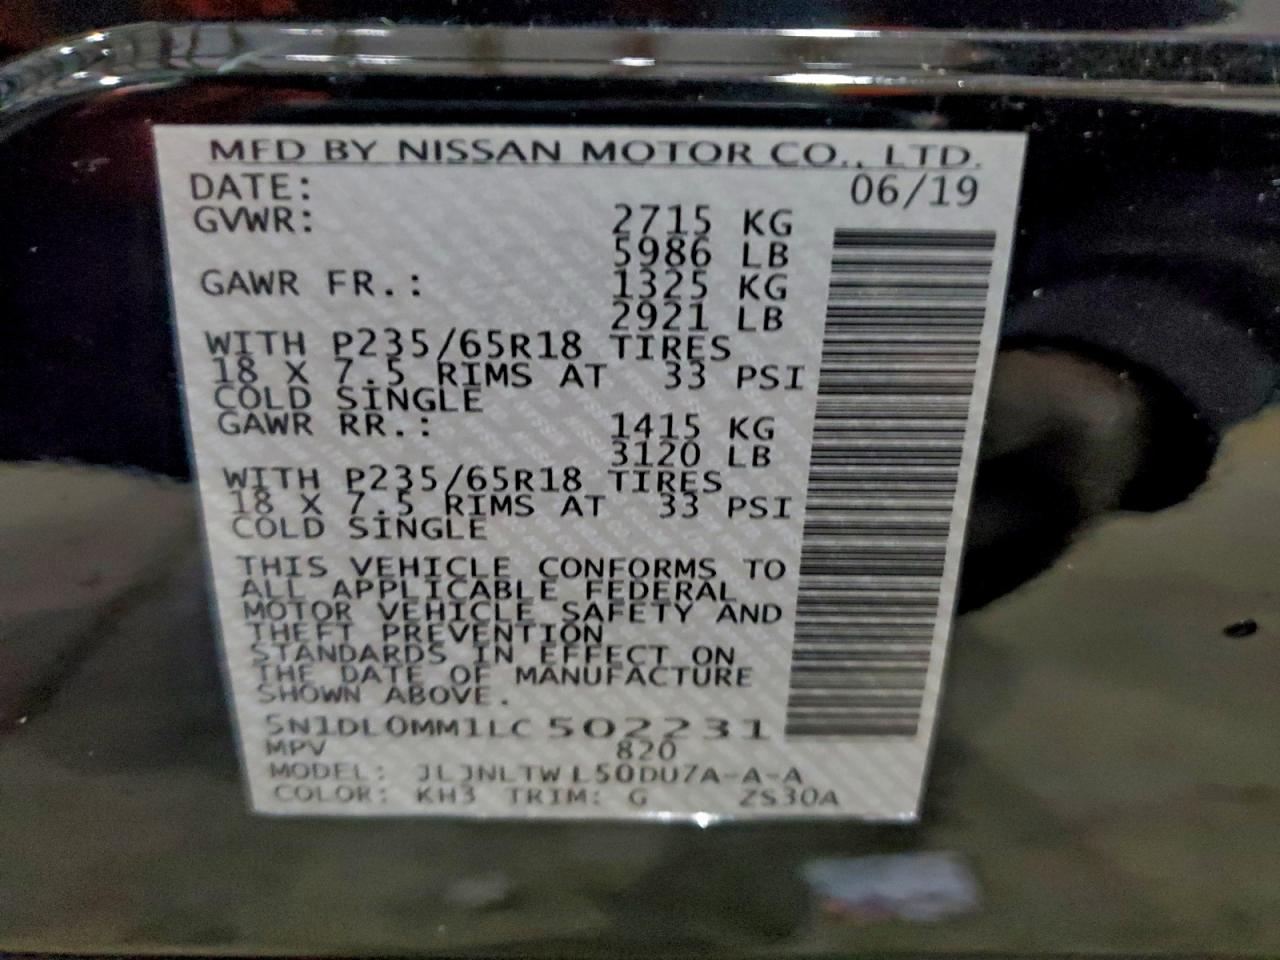 MFD BY NISSAN MOTOR CO., LTD.
DATE: 06/19
GVWR: 2715 KG
5986 LB
GAWR FR.: 1325 KG
2921 LB
WITH P235/65R18 TIRES
18 X 7.5 RIMS AT 33 PSI
COLD SINGLE
GAWR RR.: 1415 KG
3120 LB
WITH P235/65R18 TIRES
18 X 7.5 RIMS AT 33 PSI
COLD SINGLE
THIS VEHICLE CONFORMS TO
ALL APPLICABLE FEDERAL
MOTOR VEHICLE SAFETY AND
THEFT PREVENTION
STANDARDS IN EFFECT ON
THE DATE OF MANUFACTURE
SHOWN ABOVE.
5N1DL0MM1LC502231
MPV 820
MODEL: JLJNLTWL50DU7A-A-A
COLOR: KH3 TRIM: G ZS30A